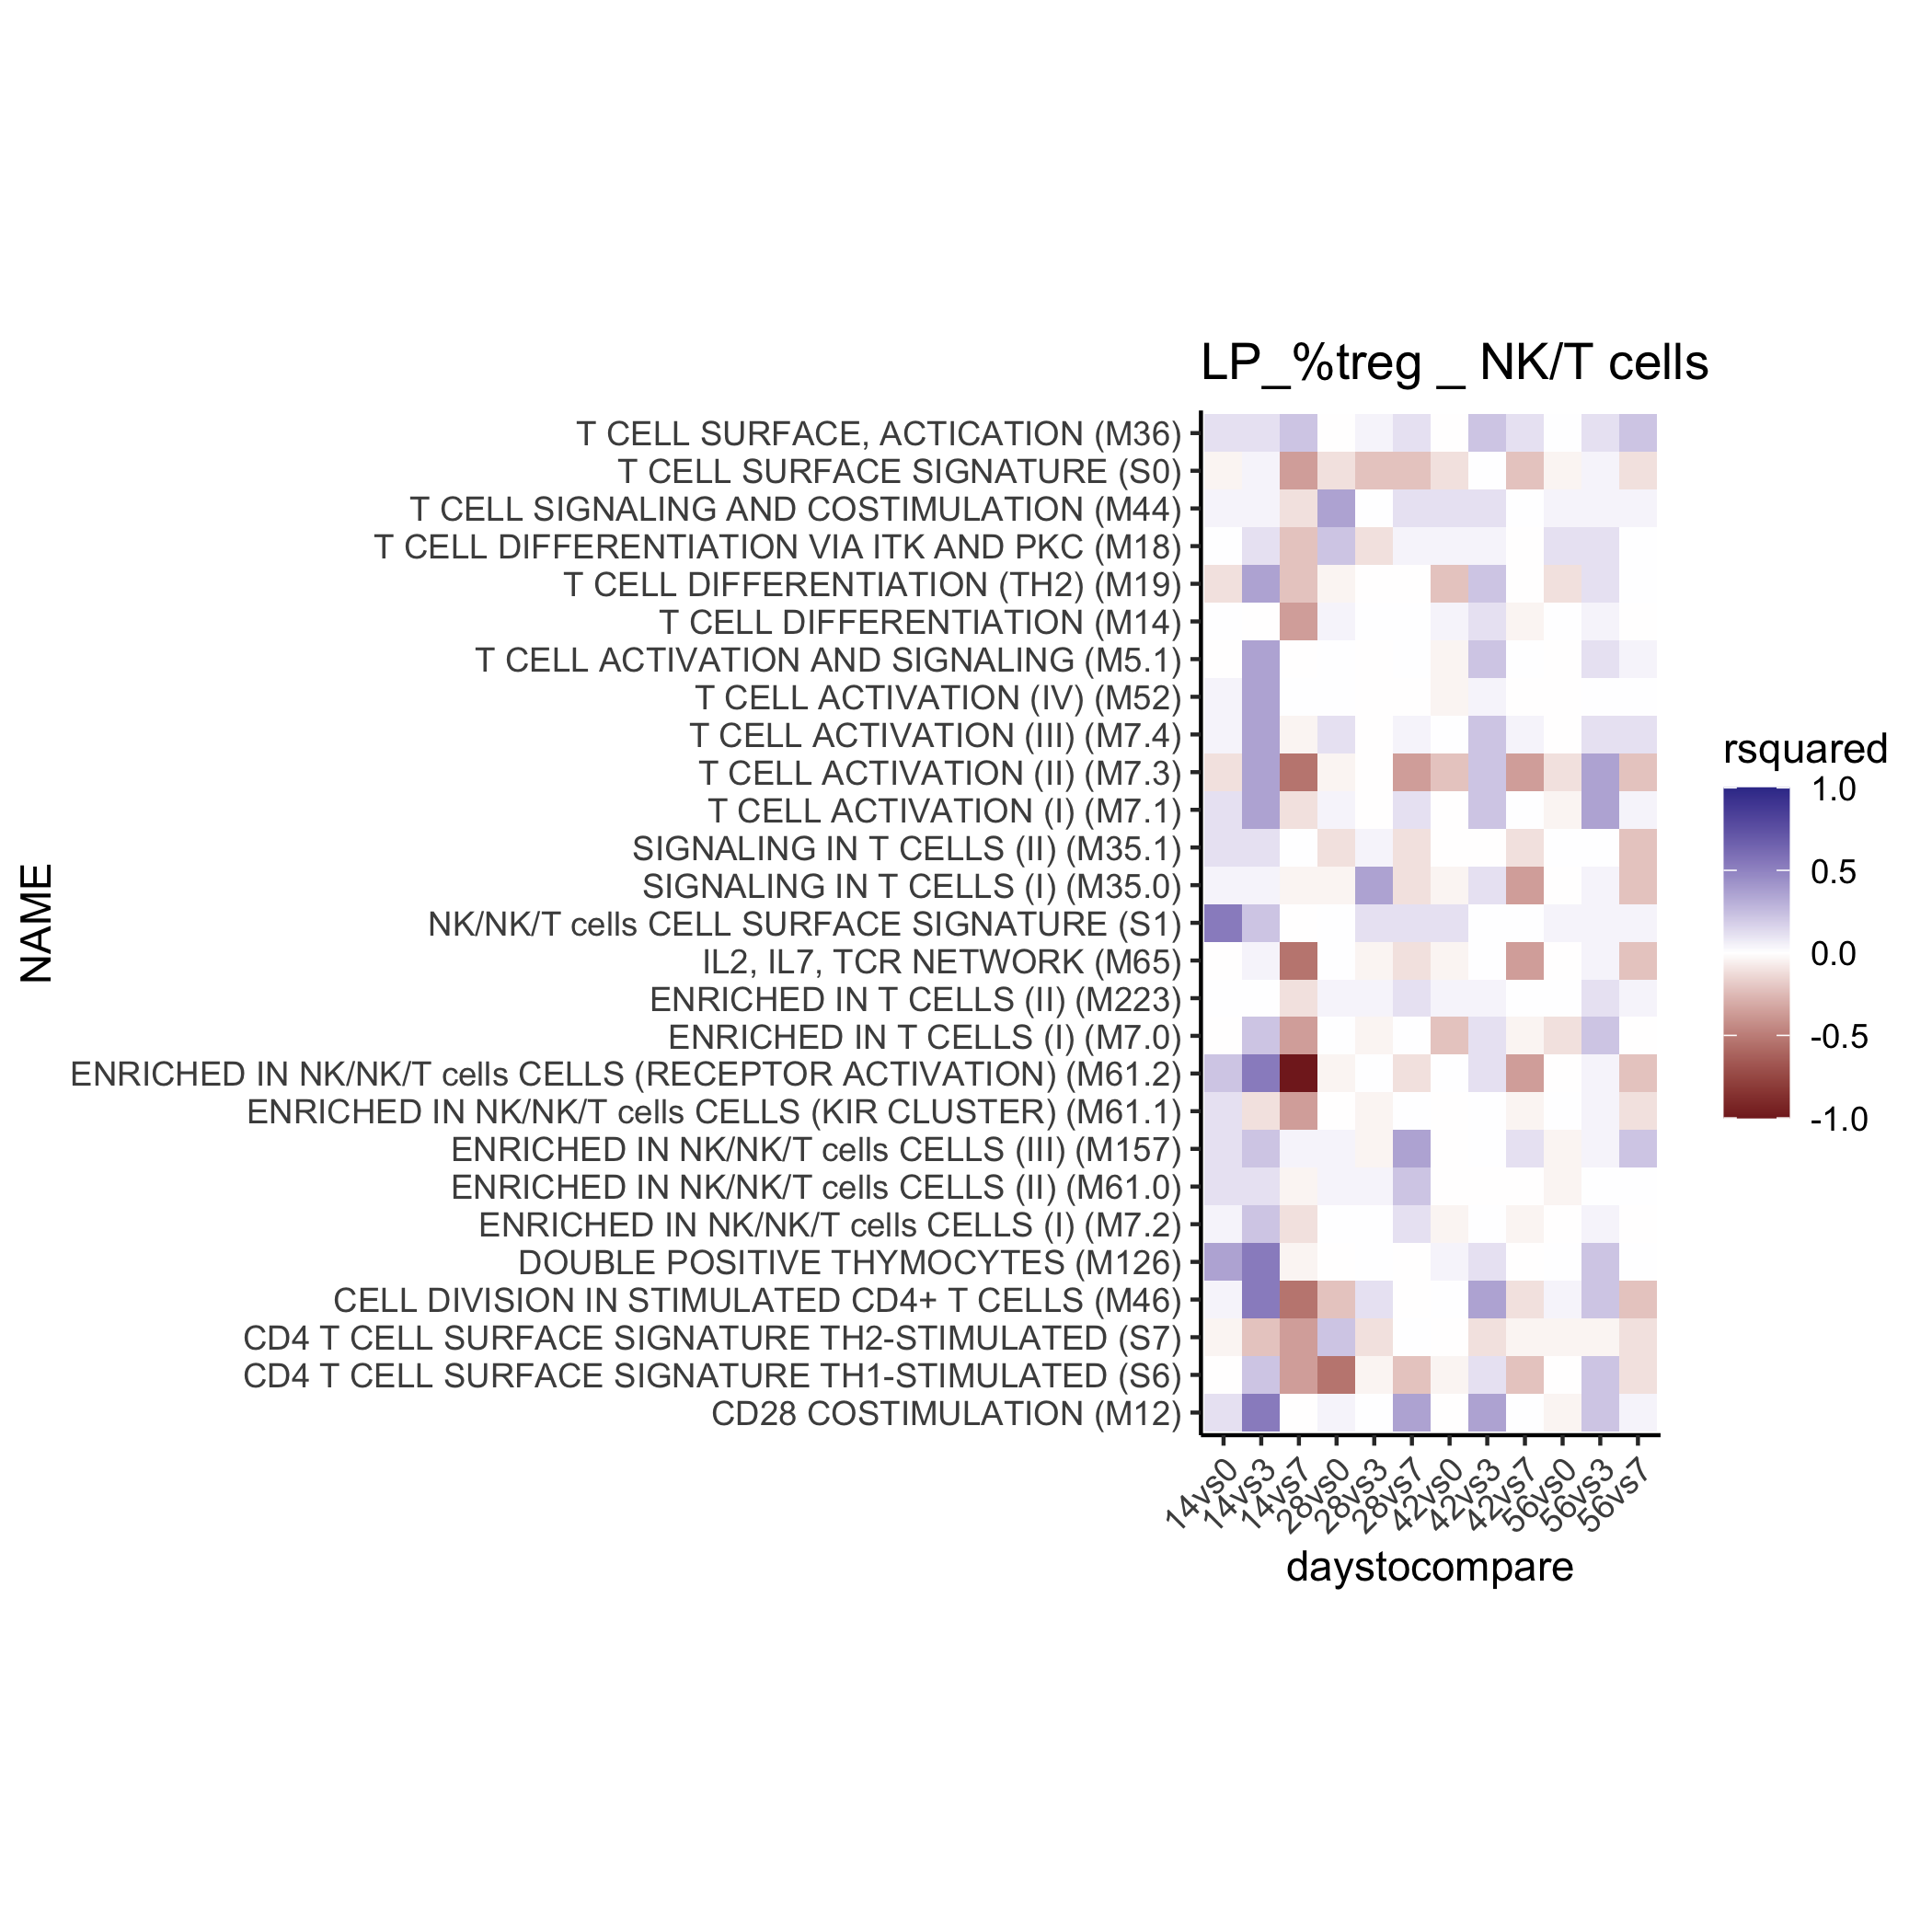 LP_%treg _ NK/T cells
NAME
T CELL SURFACE, ACTICATION (M36)
T CELL SURFACE SIGNATURE (S0)
T CELL SIGNALING AND COSTIMULATION (M44)
T CELL DIFFERENTIATION VIA ITK AND PKC (M18)
T CELL DIFFERENTIATION (TH2) (M19)
T CELL DIFFERENTIATION (M14)
T CELL ACTIVATION AND SIGNALING (M5.1)
T CELL ACTIVATION (IV) (M52)
T CELL ACTIVATION (III) (M7.4)
T CELL ACTIVATION (II) (M7.3)
T CELL ACTIVATION (I) (M7.1)
SIGNALING IN T CELLS (II) (M35.1)
SIGNALING IN T CELLS (I) (M35.0)
NK/NK/T cells CELL SURFACE SIGNATURE (S1)
IL2, IL7, TCR NETWORK (M65)
ENRICHED IN T CELLS (II) (M223)
ENRICHED IN T CELLS (I) (M7.0)
ENRICHED IN NK/NK/T cells CELLS (RECEPTOR ACTIVATION) (M61.2)
ENRICHED IN NK/NK/T cells CELLS (KIR CLUSTER) (M61.1)
ENRICHED IN NK/NK/T cells CELLS (III) (M157)
ENRICHED IN NK/NK/T cells CELLS (II) (M61.0)
ENRICHED IN NK/NK/T cells CELLS (I) (M7.2)
DOUBLE POSITIVE THYMOCYTES (M126)
CELL DIVISION IN STIMULATED CD4+ T CELLS (M46)
CD4 T CELL SURFACE SIGNATURE TH2-STIMULATED (S7)
CD4 T CELL SURFACE SIGNATURE TH1-STIMULATED (S6)
CD28 COSTIMULATION (M12)
14vs0
14vs3
14vs7
28vs0
28vs3
28vs7
42vs0
42vs3
42vs7
56vs0
56vs3
56vs7
daystocompare
rsquared
1.0
0.5
0.0
-0.5
-1.0